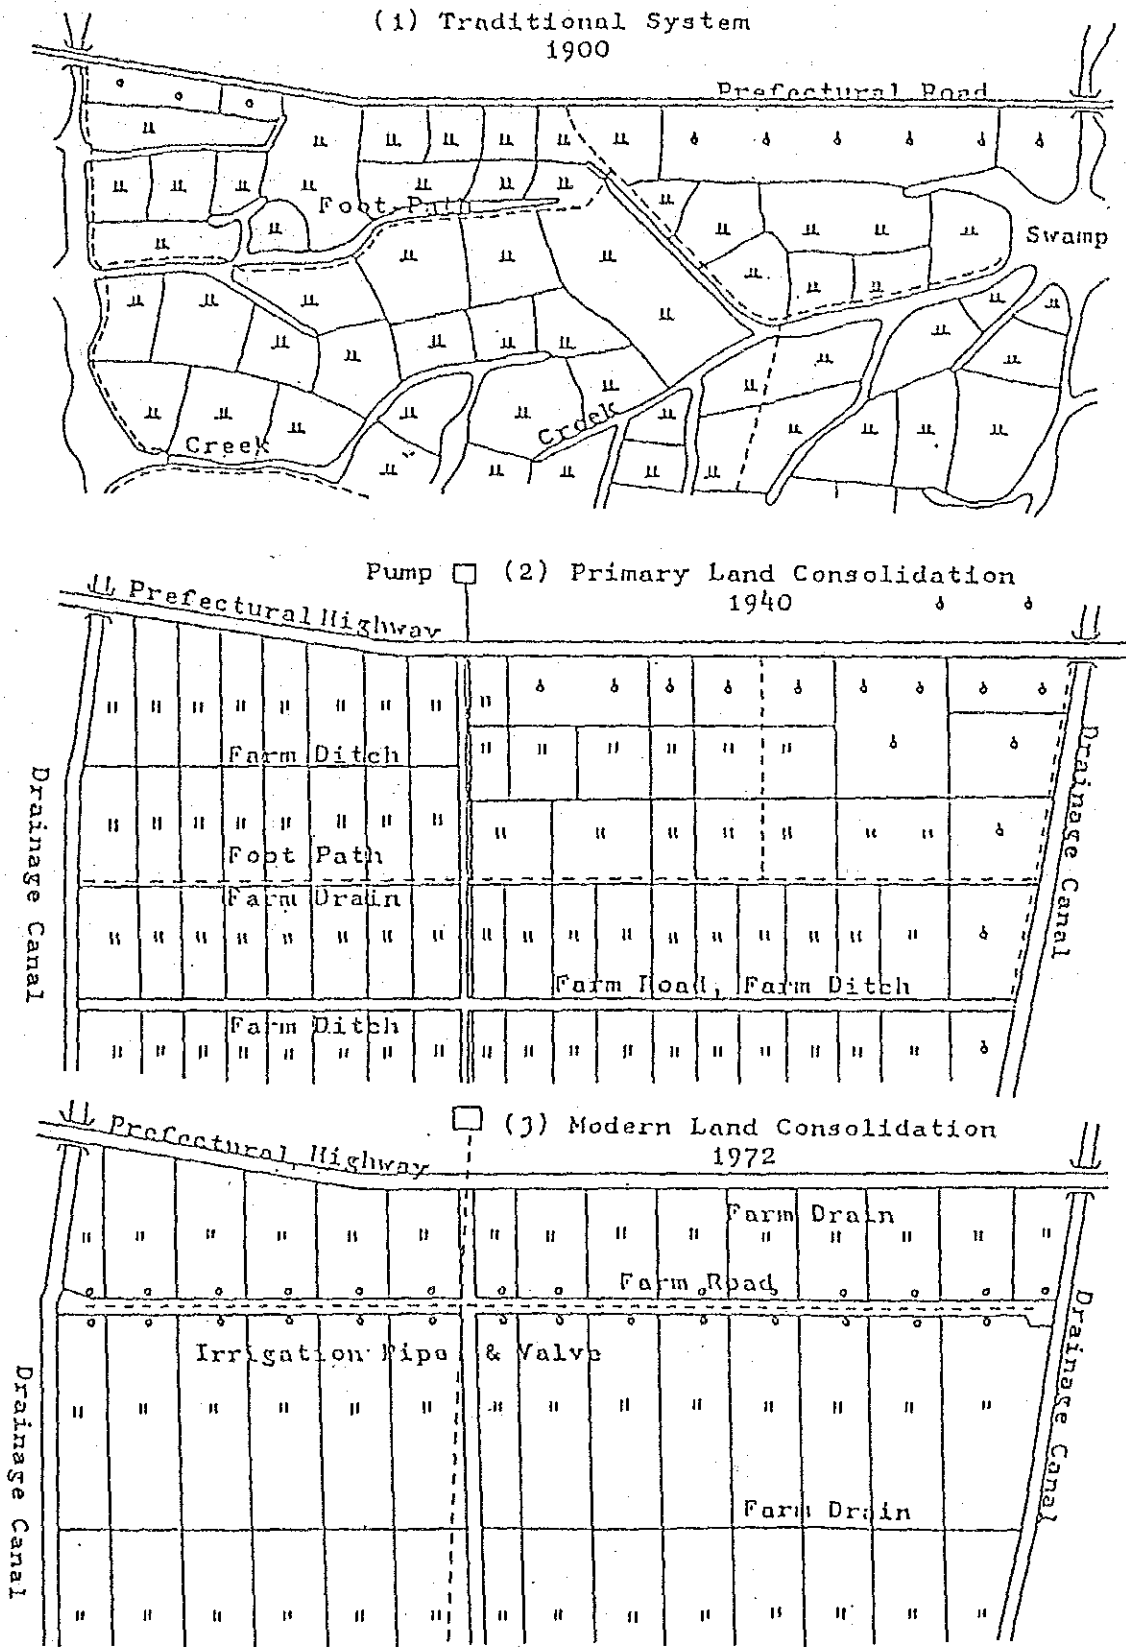 (1) Traditional System
1900
Prefectural Road
Foot-Path
Swamp
Creek
Creek
Pump
(2) Primary Land Consolidation
1940
Prefectural Highway
Farm Ditch
Drainage Canal
Drainage Canal
Foot Path
Farm Drain
Farm Road, Farm Ditch
Farm Ditch
(3) Modern Land Consolidation
1972
Prefectural Highway
Farm Drain
Farm Road
Irrigation Pipe & Valve
Drainage Canal
Drainage Canal
Farm Drain